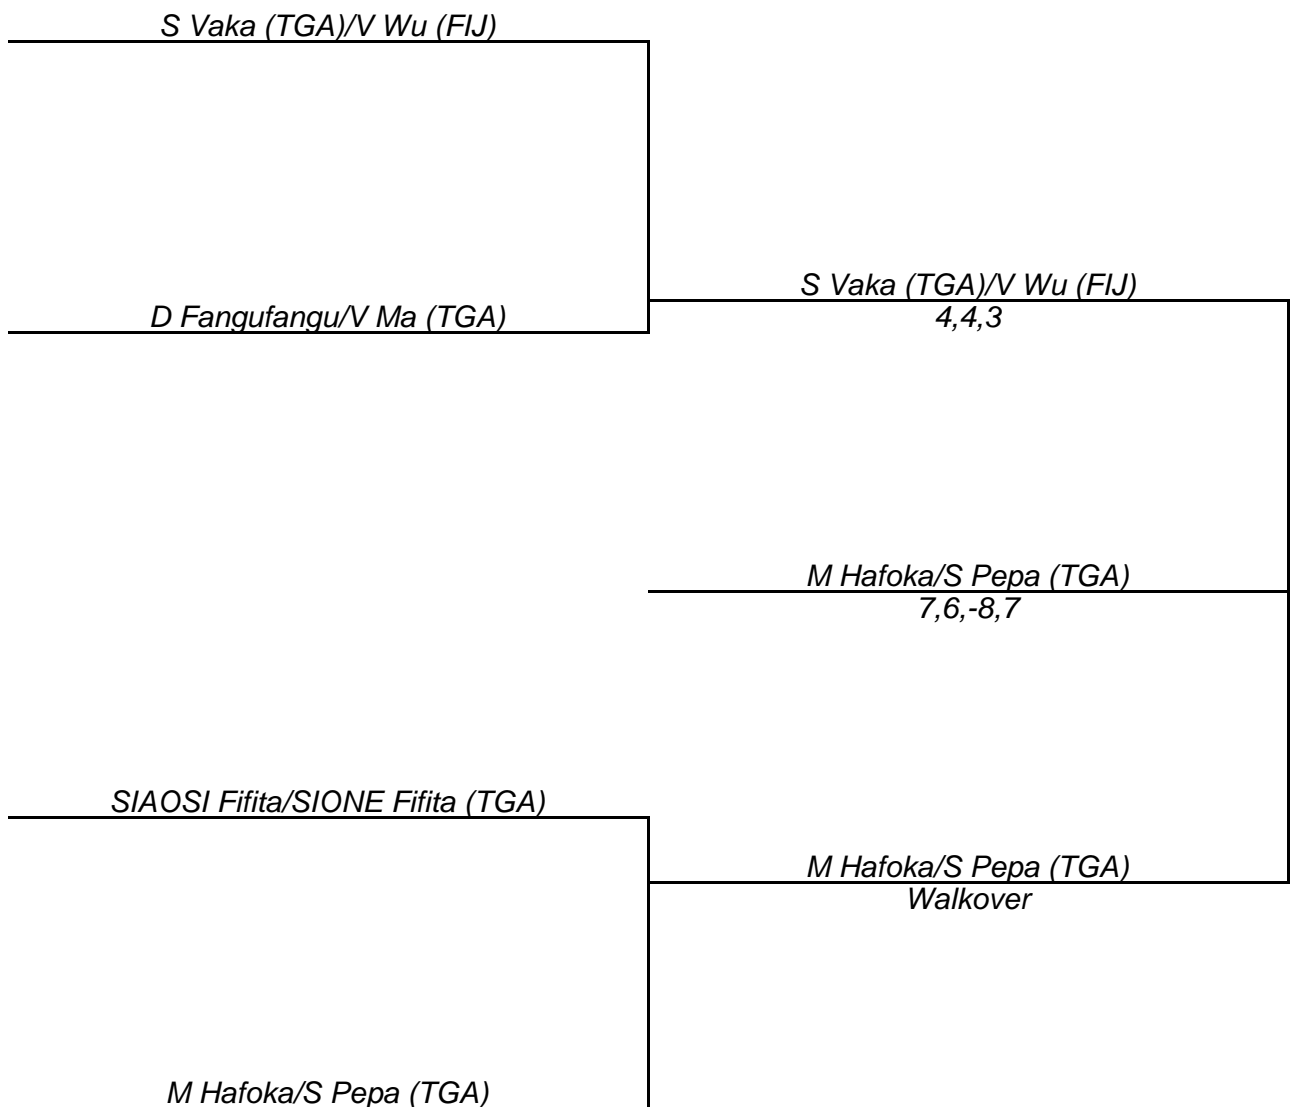 S Vaka (TGA)/V Wu (FIJ)
S Vaka (TGA)/V Wu (FIJ)
D Fangufangu/V Ma (TGA)
4,4,3
M Hafoka/S Pepa (TGA)
7,6,-8,7
SIAOSI Fifita/SIONE Fifita (TGA)
M Hafoka/S Pepa (TGA)
Walkover
M Hafoka/S Pepa (TGA)